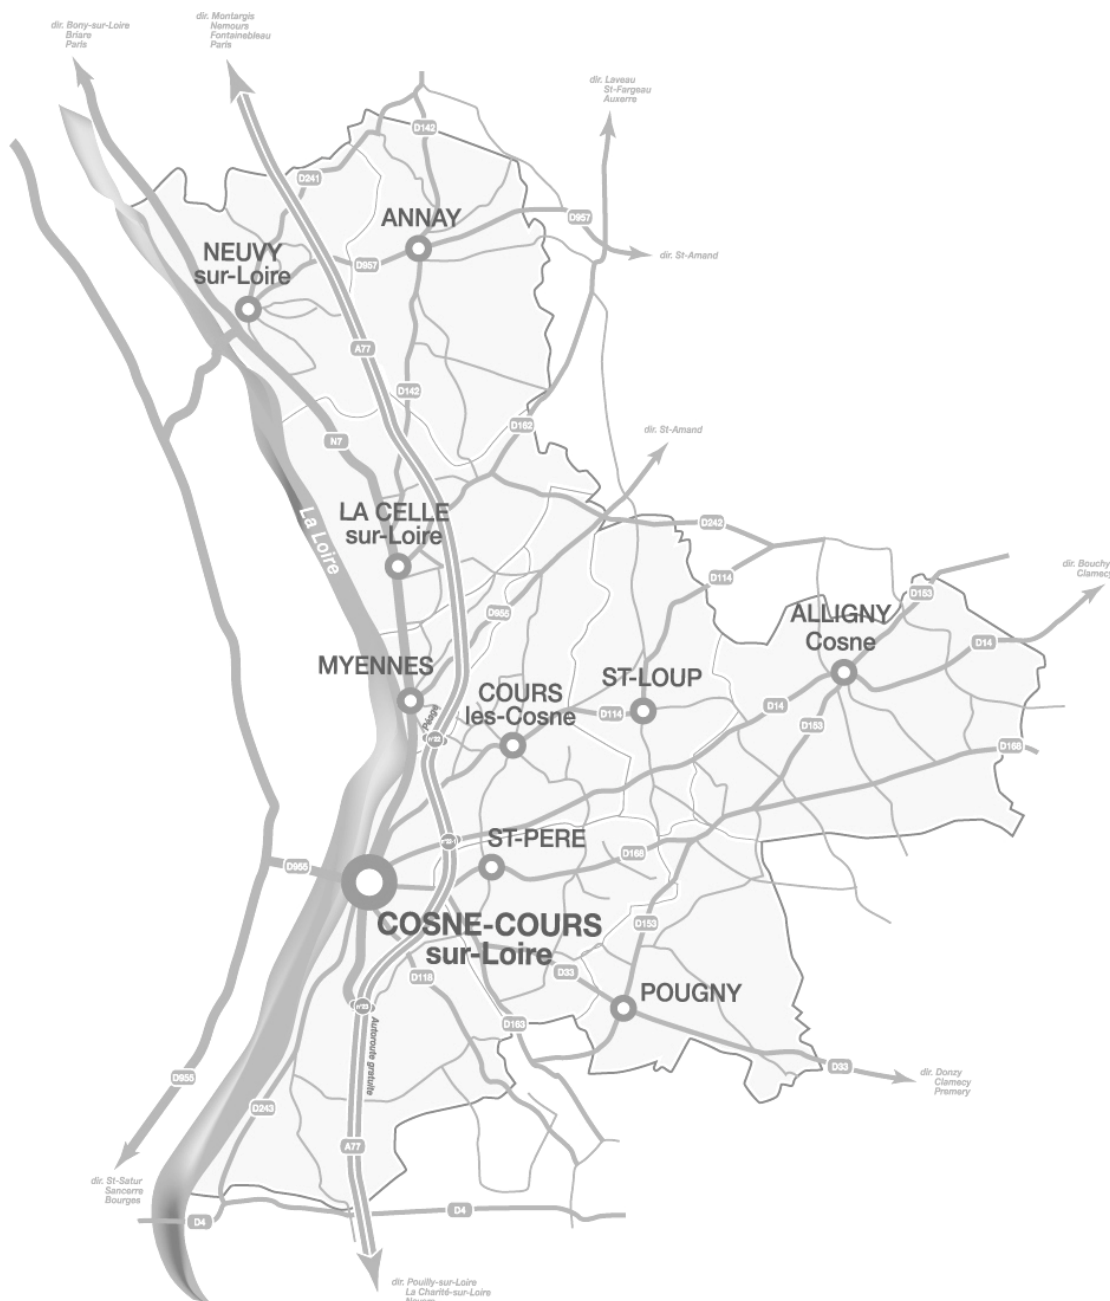 dir. Bony-sur-Loire
Briare
Paris
dir. Montargis
Nemours
Fontainebleau
Paris
dir. Laveau
St-Fargeau
Auxerre
D142
D241
ANNAY
D957
NEUVY
sur-Loire
D957
dir. St-Amand
A77
D142
D162
dir. St-Amand
N7
LA CELLE
sur-Loire
La Loire
D242
dir. Bouchy
Clamecy
D114
D153
D955
ALLIGNY
Cosne
D14
MYENNES
COURS
les-Cosne
ST-LOUP
Péage
D114
D14
D153
D168
ST-PERE
D168
D955
COSNE-COURS
sur-Loire
D153
D118
D33
POUGNY
Autoroute gratuite
D163
D33
dir. Donzy
Clamecy
Premery
D955
D243
A77
dir. St-Satur
Sancerre
Bourges
D4
D4
dir. Pouilly-sur-Loire
La Charité-sur-Loire